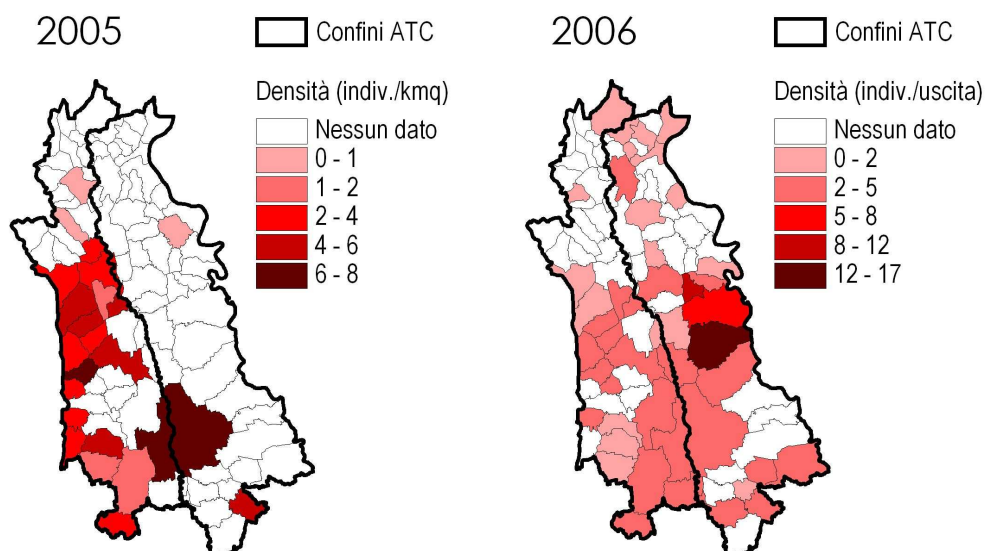 2005
Confini ATC
Densità (indiv./kmq)
Nessun dato
0 - 1
1 - 2
2 - 4
4 - 6
6 - 8
2006
Confini ATC
Densità (indiv./uscita)
Nessun dato
0 - 2
2 - 5
5 - 8
8 - 12
12 - 17